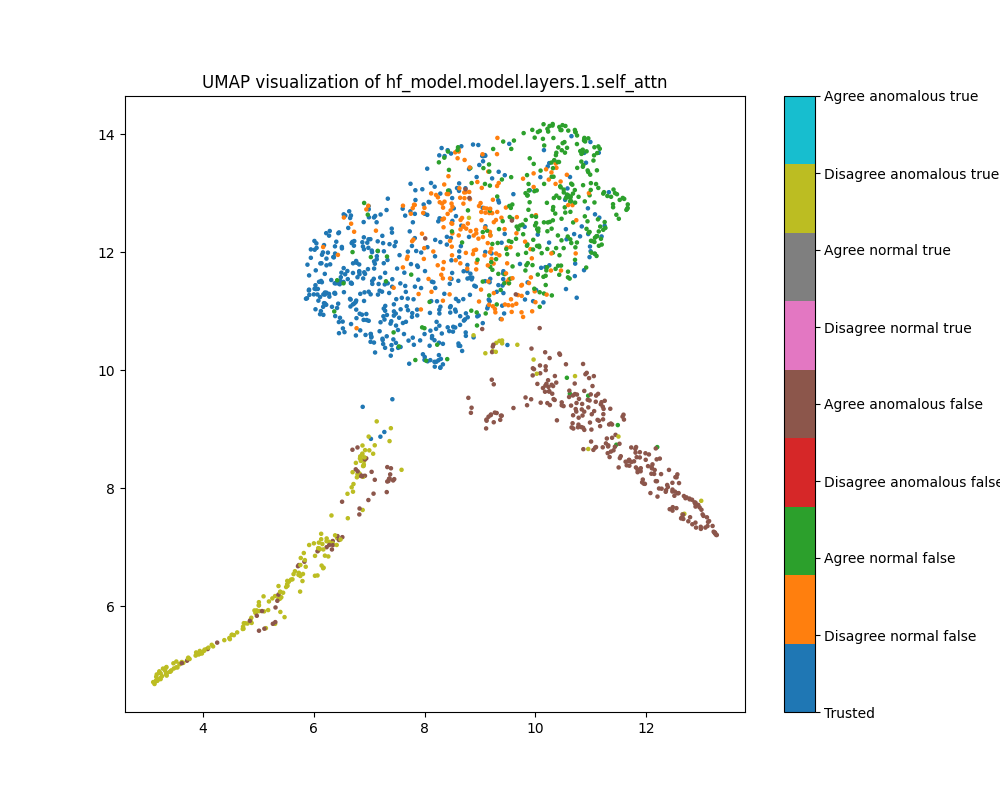 UMAP visualization of hf_model.model.layers.1.self_attn
14
12
10
8
6
4 6 8 10 12
Agree anomalous true
Disagree anomalous true
Agree normal true
Disagree normal true
Agree anomalous false
Disagree anomalous false
Agree normal false
Disagree normal false
Trusted